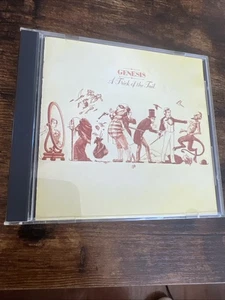 GENESIS
A Trick of the Tail